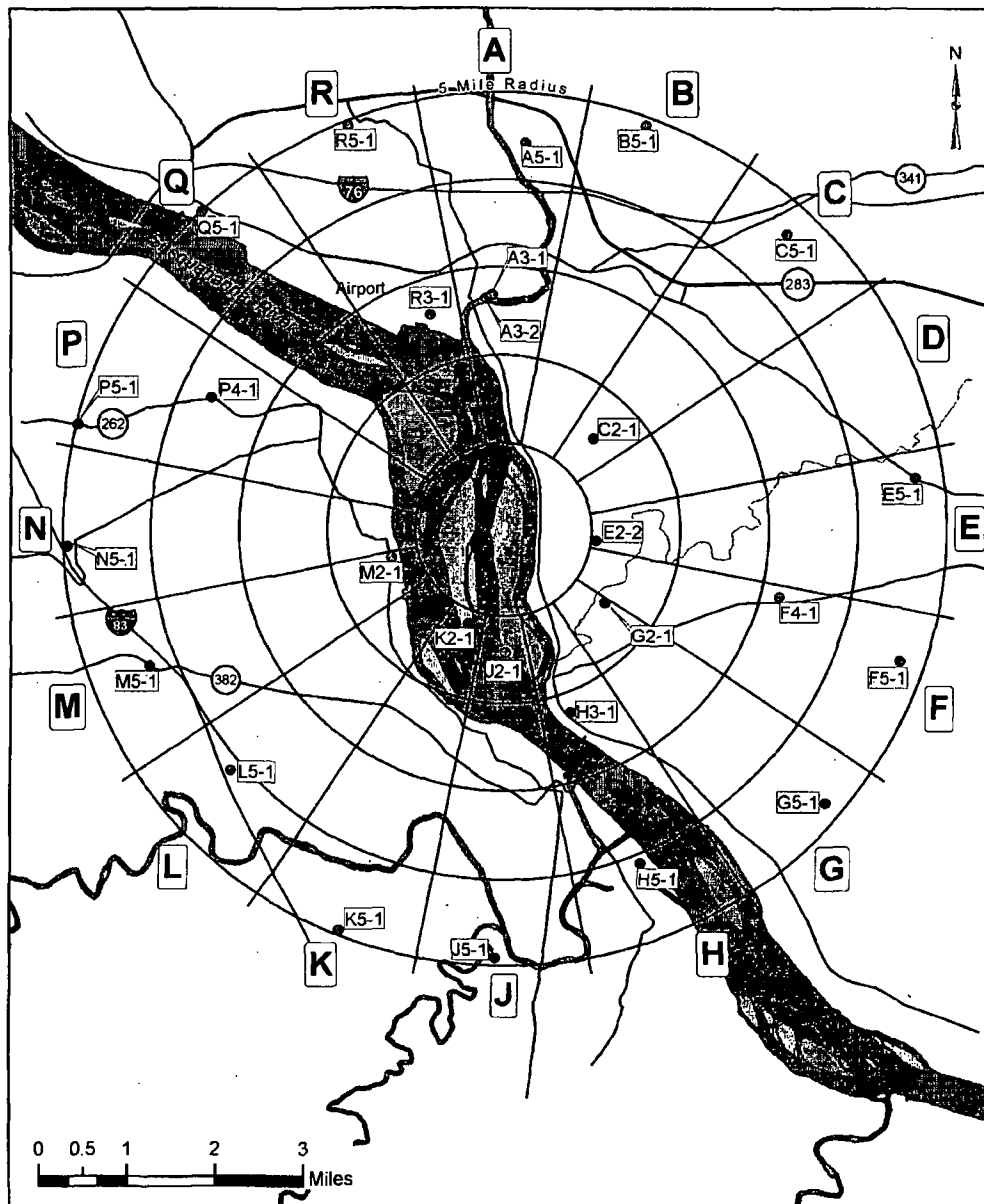 A
N
5 Mile Radius
R
B
R5-1
A5-1
B5-1
Q
76
341
C
Q5-1
C5-1
A3-1
283
Airport
R3-1
A3-2
D
P
P5-1
P4-1
262
C2-1
E5-1
N
E
N5-1
E2-2
M2-1
F4-1
83
K2-1
G2-1
M5-1
382
J2-1
F5-1
M
H3-1
F
L5-1
G5-1
L
H5-1
G
K5-1
J5-1
K
H
J
0 0.5 1 2 3
Miles